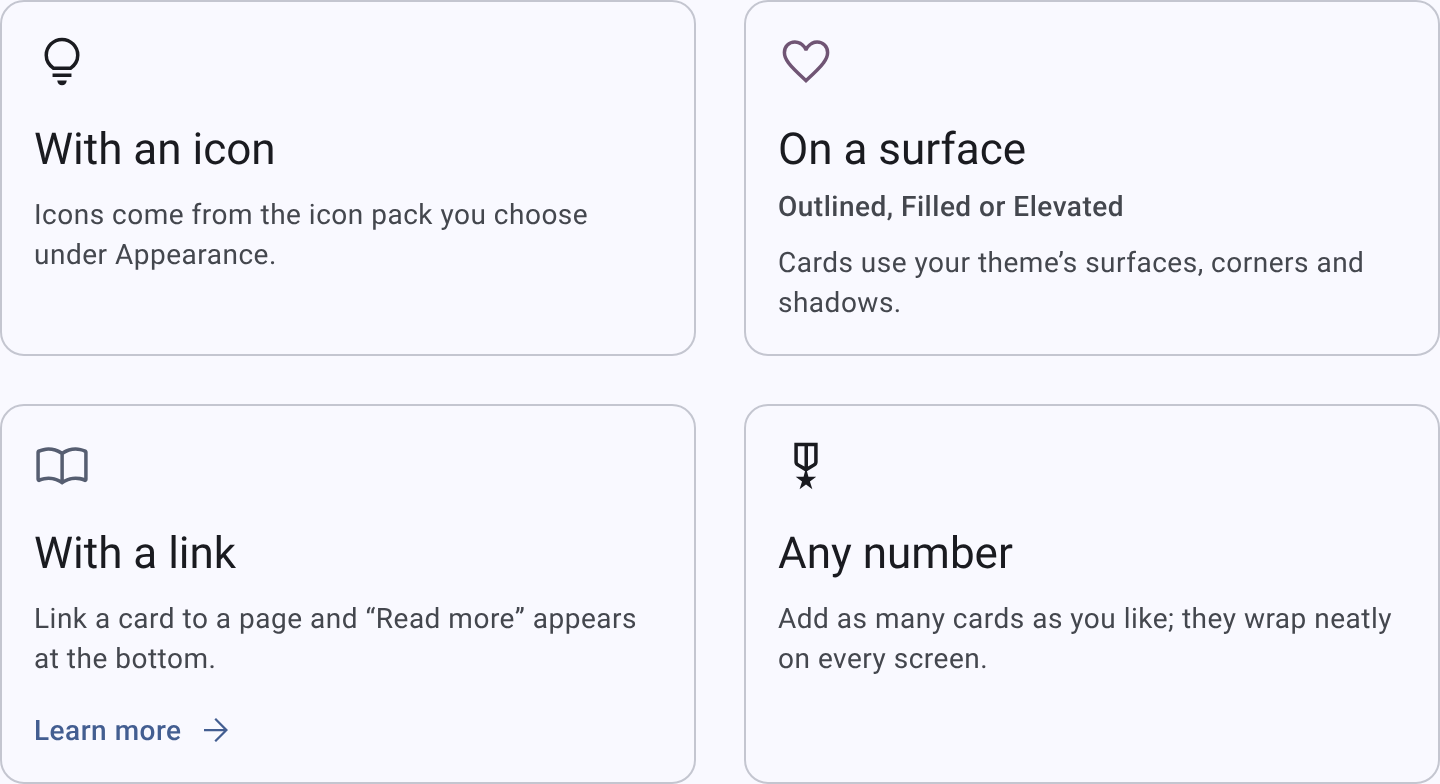 With an icon
Icons come from the icon pack you choose
under Appearance.
On a surface
Outlined, Filled or Elevated
Cards use your theme’s surfaces, corners and
shadows.
With a link
Link a card to a page and “Read more” appears
at the bottom.
Learn more
Any number
Add as many cards as you like; they wrap neatly
on every screen.